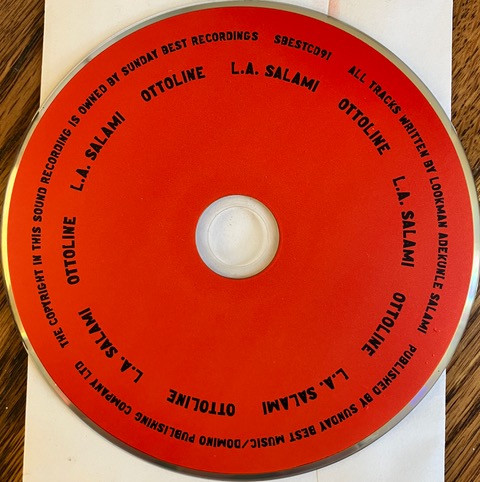 THE COPYRIGHT IN THIS SOUND RECORDING IS OWNED BY SUNDAY BEST RECORDINGS SBESTCD91 ALL TRACKS WRITTEN BY LOOKMAN ADEKUNLE SALAMI PUBLISHED BY SUNDAY BEST MUSIC/DOMINO PUBLISHING COMPANY LTD
L.A. SALAMI OTTOLINE L.A. SALAMI OTTOLINE L.A. SALAMI OTTOLINE L.A. SALAMI OTTOLINE L.A. SALAMI OTTOLINE